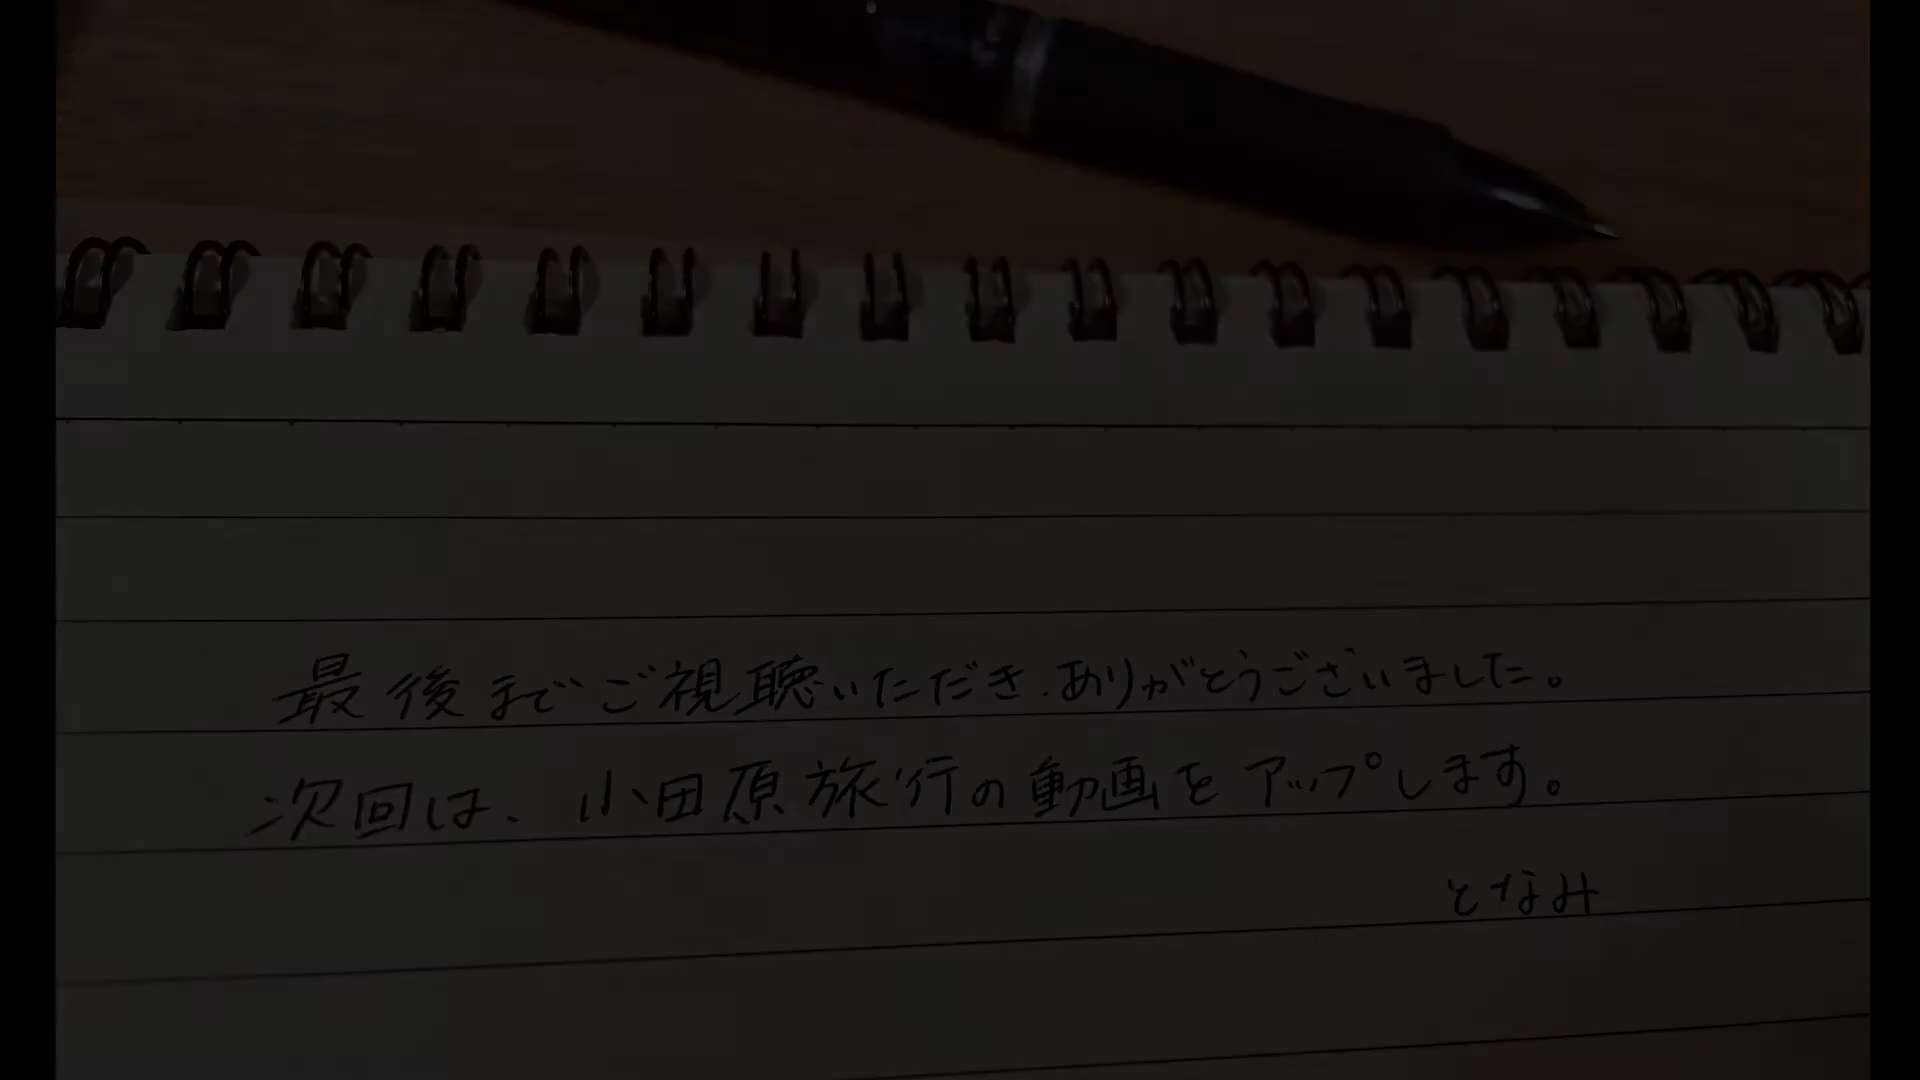 最後までご視聴いただき、ありがとうございました。
次回は、小田原旅行の動画をアップします。
となみ